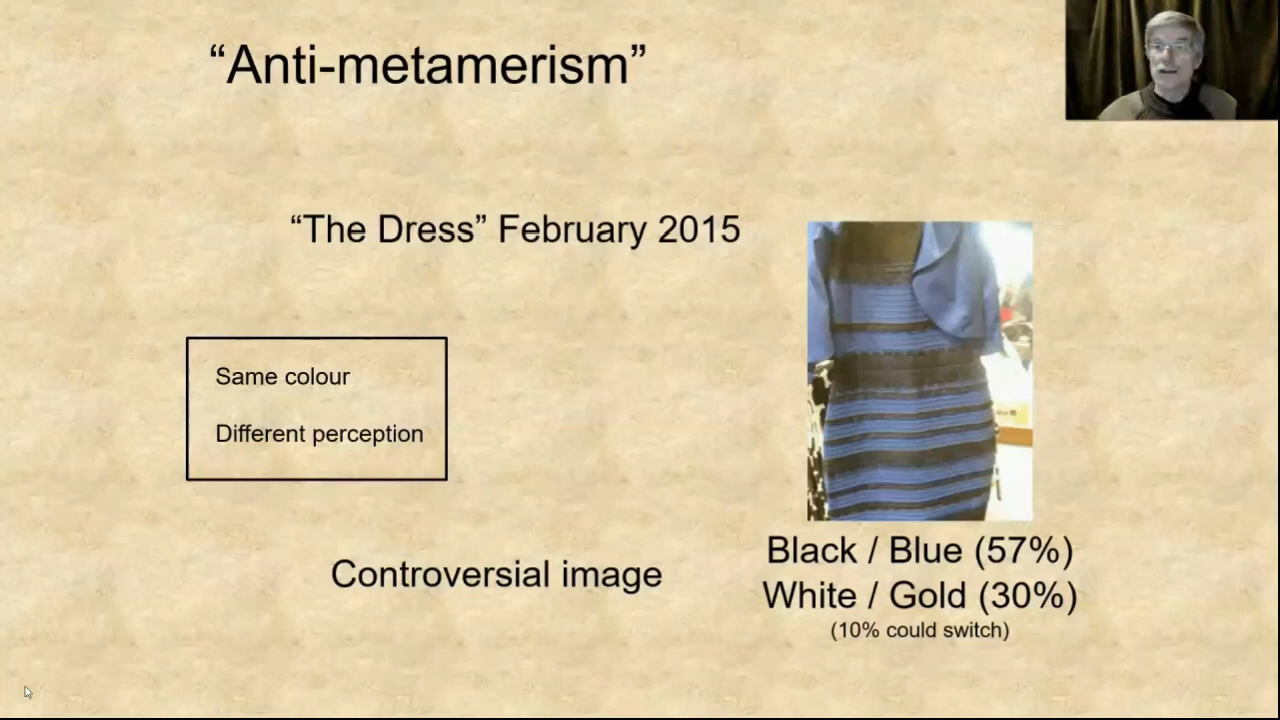 “Anti-metamerism”
“The Dress” February 2015
Same colour
Different perception
Controversial image
Black / Blue (57%)
White / Gold (30%)
(10% could switch)